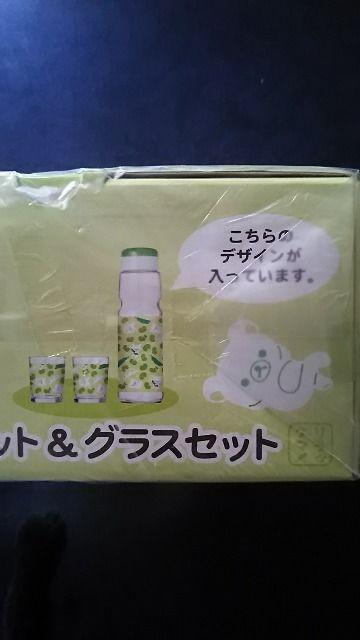 こちらの
デザインが
入っています。
ット&グラスセット